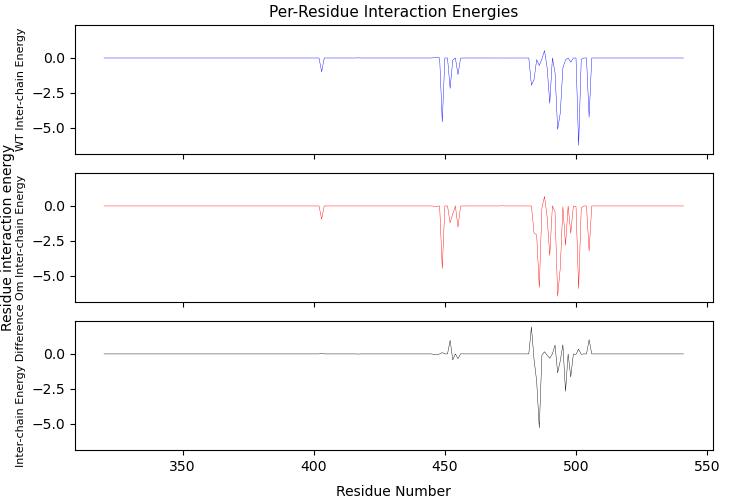 Per-Residue Interaction Energies
Residue interaction energy
WT Inter-chain Energy
0.0
−2.5
−5.0
Om Inter-chain Energy
0.0
−2.5
−5.0
Inter-chain Energy Difference
0.0
−2.5
−5.0
350 400 450 500 550
Residue Number